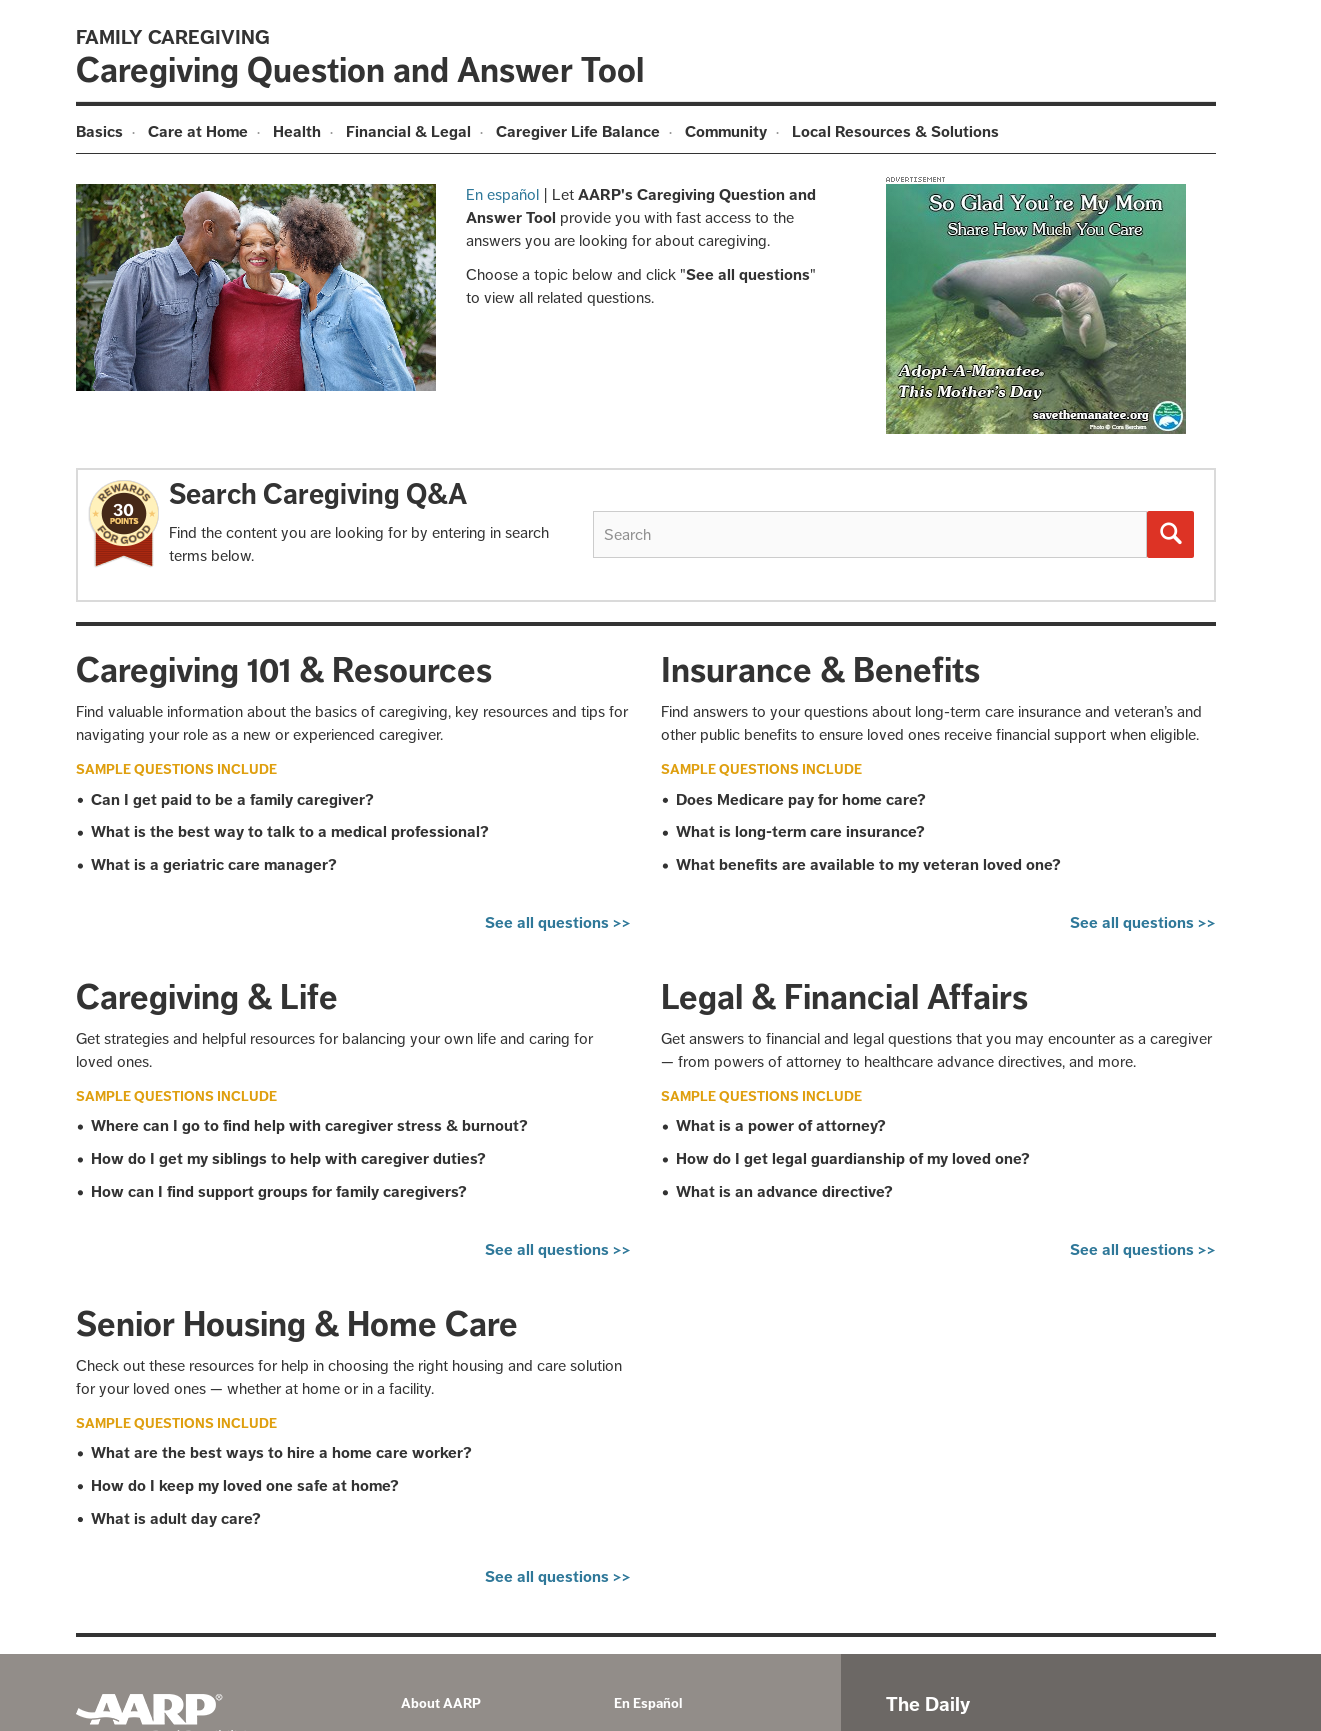 FAMILY CAREGIVING
Caregiving Question and Answer Tool
Basics · Care at Home · Health · Financial & Legal · Caregiver Life Balance · Community · Local Resources & Solutions
En español | Let AARP's Caregiving Question and
Answer Tool provide you with fast access to the
answers you are looking for about caregiving.
Choose a topic below and click "See all questions"
to view all related questions.
ADVERTISEMENT
So Glad You're My Mom
Share How Much You Care
Adopt-A-Manatee®
This Mother's Day
savethemanatee.org
Photo © Cora Berchem
REWARDS
30
POINTS
FOR GOOD
Search Caregiving Q&A
Find the content you are looking for by entering in search
terms below.
Search
Caregiving 101 & Resources
Find valuable information about the basics of caregiving, key resources and tips for
navigating your role as a new or experienced caregiver.
SAMPLE QUESTIONS INCLUDE
• Can I get paid to be a family caregiver?
• What is the best way to talk to a medical professional?
• What is a geriatric care manager?
See all questions >>
Insurance & Benefits
Find answers to your questions about long-term care insurance and veteran's and
other public benefits to ensure loved ones receive financial support when eligible.
SAMPLE QUESTIONS INCLUDE
• Does Medicare pay for home care?
• What is long-term care insurance?
• What benefits are available to my veteran loved one?
See all questions >>
Caregiving & Life
Get strategies and helpful resources for balancing your own life and caring for
loved ones.
SAMPLE QUESTIONS INCLUDE
• Where can I go to find help with caregiver stress & burnout?
• How do I get my siblings to help with caregiver duties?
• How can I find support groups for family caregivers?
See all questions >>
Legal & Financial Affairs
Get answers to financial and legal questions that you may encounter as a caregiver
— from powers of attorney to healthcare advance directives, and more.
SAMPLE QUESTIONS INCLUDE
• What is a power of attorney?
• How do I get legal guardianship of my loved one?
• What is an advance directive?
See all questions >>
Senior Housing & Home Care
Check out these resources for help in choosing the right housing and care solution
for your loved ones — whether at home or in a facility.
SAMPLE QUESTIONS INCLUDE
• What are the best ways to hire a home care worker?
• How do I keep my loved one safe at home?
• What is adult day care?
See all questions >>
AARP®
About AARP
En Español
The Daily